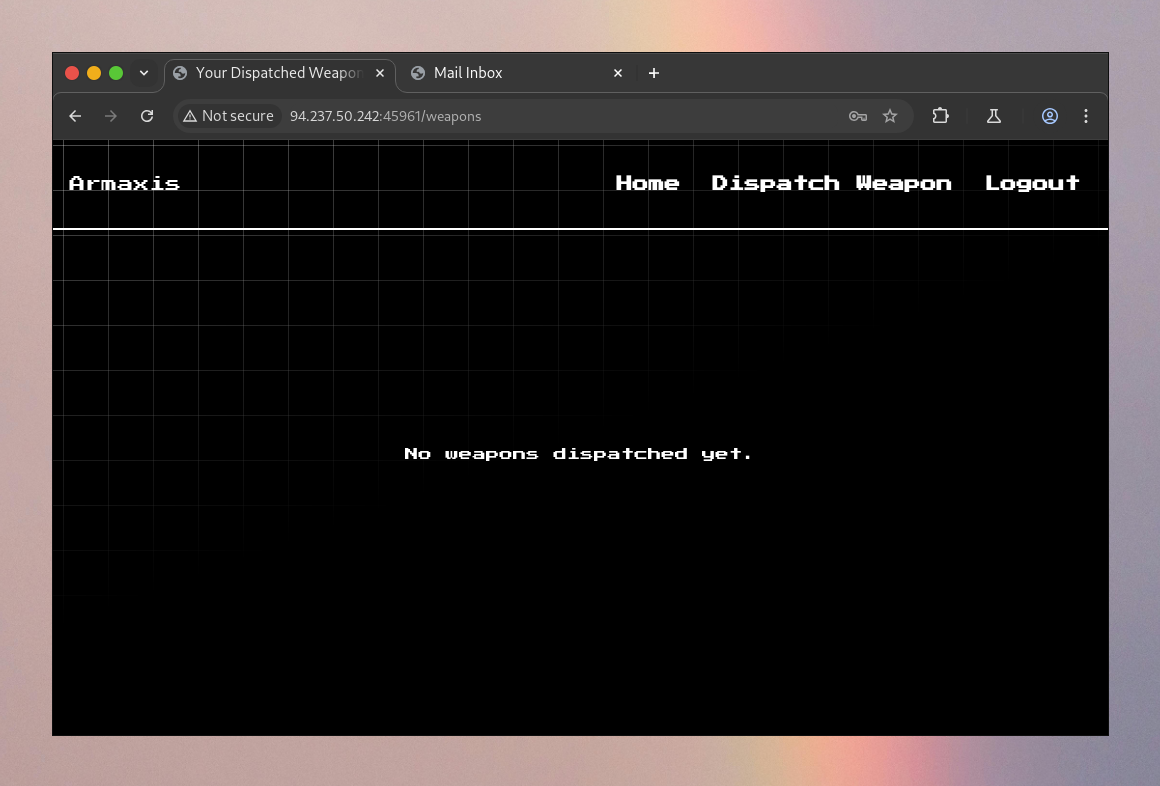 Your Dispatched Weapon
Mail Inbox
Not secure 94.237.50.242:45961/weapons
Armaxis Home Dispatch Weapon Logout
No weapons dispatched yet.